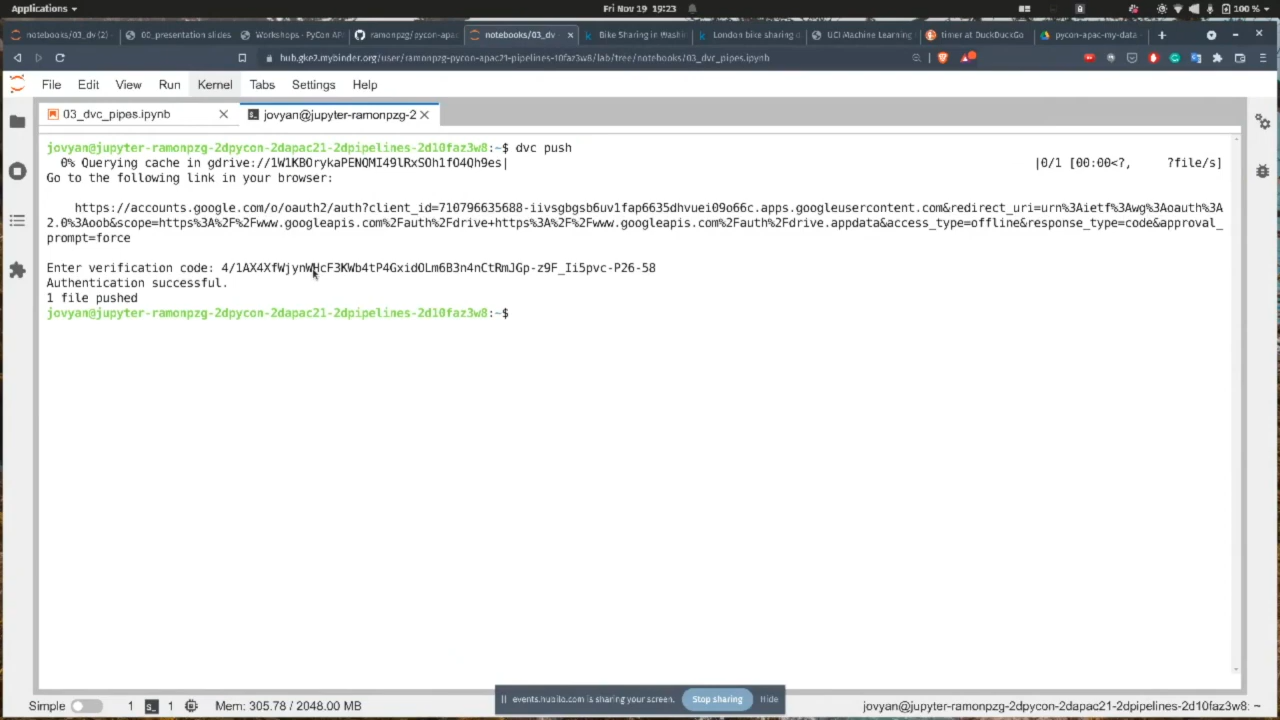 Applications
Fri Nov 19 19:23
100 %
notebooks/03_dv (2)
00_presentation slides
Workshops - PyCon AP
ramonpzg/pycon-apac
notebooks/03_dv
Bike Sharing in Washin
London bike sharing d
UCI Machine Learning
timer at DuckDuckGo
pycon-apac-my-data
hub.gke2.mybinder.org/user/ramonpzg-pycon-apac21-pipelines-10faz3w8/lab/tree/notebooks/03_dvc_pipes.ipynb
File Edit View Run Kernel Tabs Settings Help
03_dvc_pipes.ipynb
jovyan@jupyter-ramonpzg-2
jovyan@jupyter-ramonpzg-2dpycon-2dapac21-2dpipelines-2d10faz3w8:~$ dvc push
0% Querying cache in gdrive://1W1KBOrykaPENQMI49lRxSOh1fO4Qh9es| |0/1 [00:00<?, ?file/s]
Go to the following link in your browser:
https://accounts.google.com/o/oauth2/auth?client_id=710796635688-iivsgbgsb6uv1fap6635dhvuei09o66c.apps.googleusercontent.com&redirect_uri=urn%3Aietf%3Awg%3Aoauth%3A
2.0%3Aoob&scope=https%3A%2F%2Fwww.googleapis.com%2Fauth%2Fdrive+https%3A%2F%2Fwww.googleapis.com%2Fauth%2Fdrive.appdata&access_type=offline&response_type=code&approval_
prompt=force
Enter verification code: 4/1AX4XfWjynWHcF3KWb4tP4GxidOLm6B3n4nCtRmJGp-z9F_Ii5pvc-P26-58
Authentication successful.
1 file pushed
jovyan@jupyter-ramonpzg-2dpycon-2dapac21-2dpipelines-2d10faz3w8:~$
events.hubilo.com is sharing your screen. Stop sharing Hide
Simple 1 1 Mem: 305.78 / 2048.00 MB
jovyan@jupyter-ramonpzg-2dpycon-2dapac21-2dpipelines-2d10faz3w8: ~